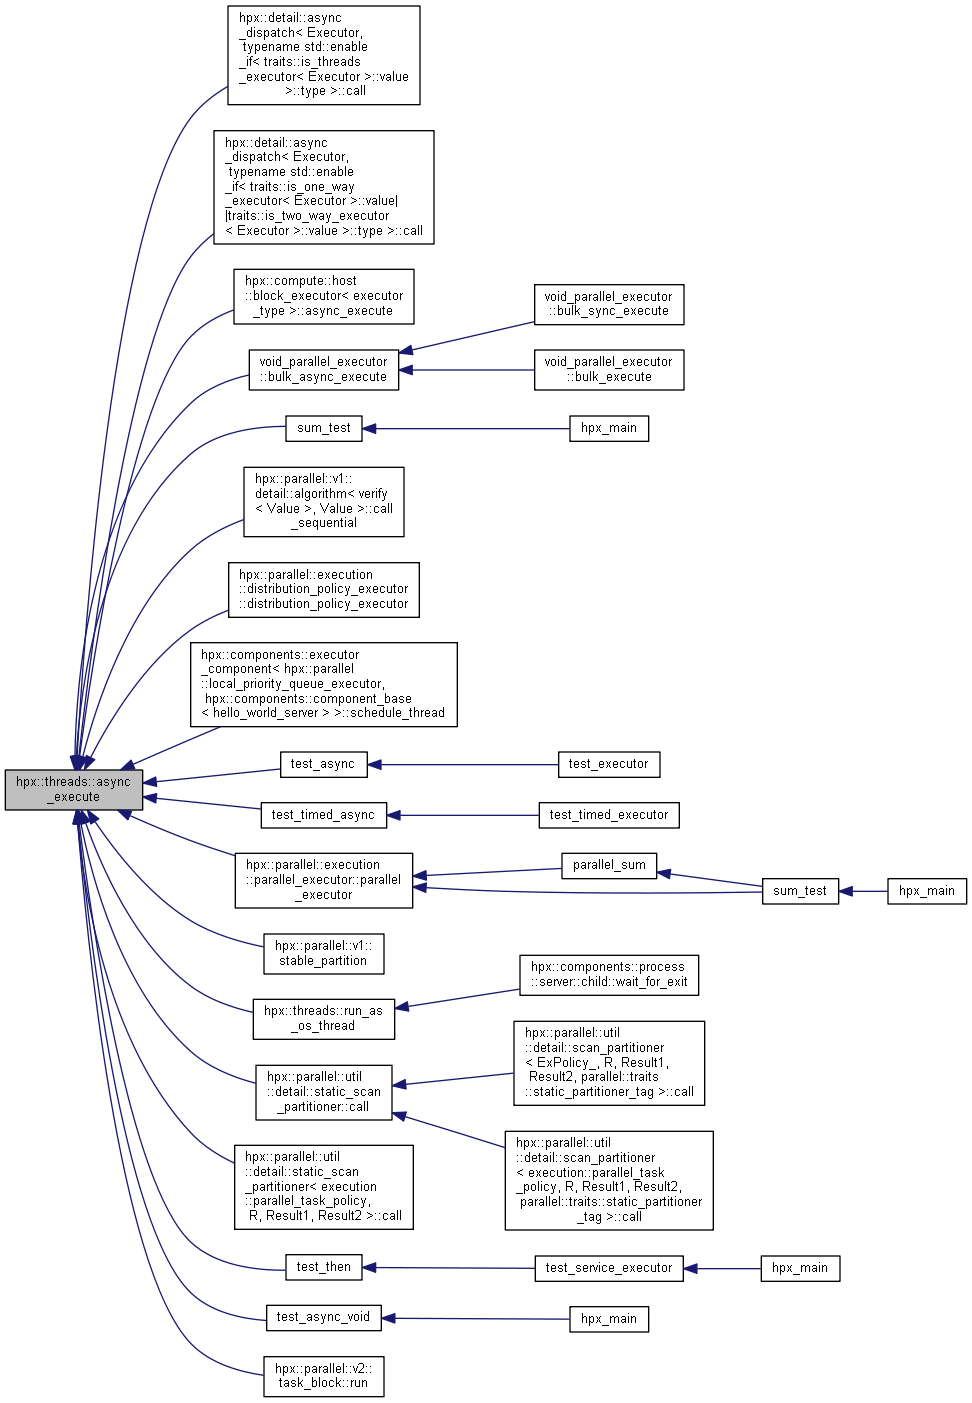 hpx::detail::async
_dispatch< Executor,
typename std::enable
_if< traits::is_threads
_executor< Executor >::value
>::type >::call
hpx::detail::async
_dispatch< Executor,
typename std::enable
_if< traits::is_one_way
_executor< Executor >::value|
|traits::is_two_way_executor
< Executor >::value >::type >::call
hpx::compute::host
::block_executor< executor
_type >::async_execute
void_parallel_executor
::bulk_sync_execute
void_parallel_executor
::bulk_async_execute
void_parallel_executor
::bulk_execute
sum_test
hpx_main
hpx::parallel::v1::
detail::algorithm< verify
< Value >, Value >::call
_sequential
hpx::parallel::execution
::distribution_policy_executor
::distribution_policy_executor
hpx::components::executor
_component< hpx::parallel
::local_priority_queue_executor,
hpx::components::component_base
< hello_world_server > >::schedule_thread
hpx::threads::async
_execute
test_async
test_executor
test_timed_async
test_timed_executor
hpx::parallel::execution
::parallel_executor::parallel
_executor
parallel_sum
sum_test
hpx_main
hpx::parallel::v1::
stable_partition
hpx::threads::run_as
_os_thread
hpx::components::process
::server::child::wait_for_exit
hpx::parallel::util
::detail::static_scan
_partitioner::call
hpx::parallel::util
::detail::scan_partitioner
< ExPolicy_, R, Result1,
Result2, parallel::traits
::static_partitioner_tag >::call
hpx::parallel::util
::detail::scan_partitioner
< execution::parallel_task
_policy, R, Result1, Result2,
parallel::traits::static_partitioner
_tag >::call
hpx::parallel::util
::detail::static_scan
_partitioner< execution
::parallel_task_policy,
R, Result1, Result2 >::call
test_then
test_service_executor
hpx_main
test_async_void
hpx_main
hpx::parallel::v2::
task_block::run